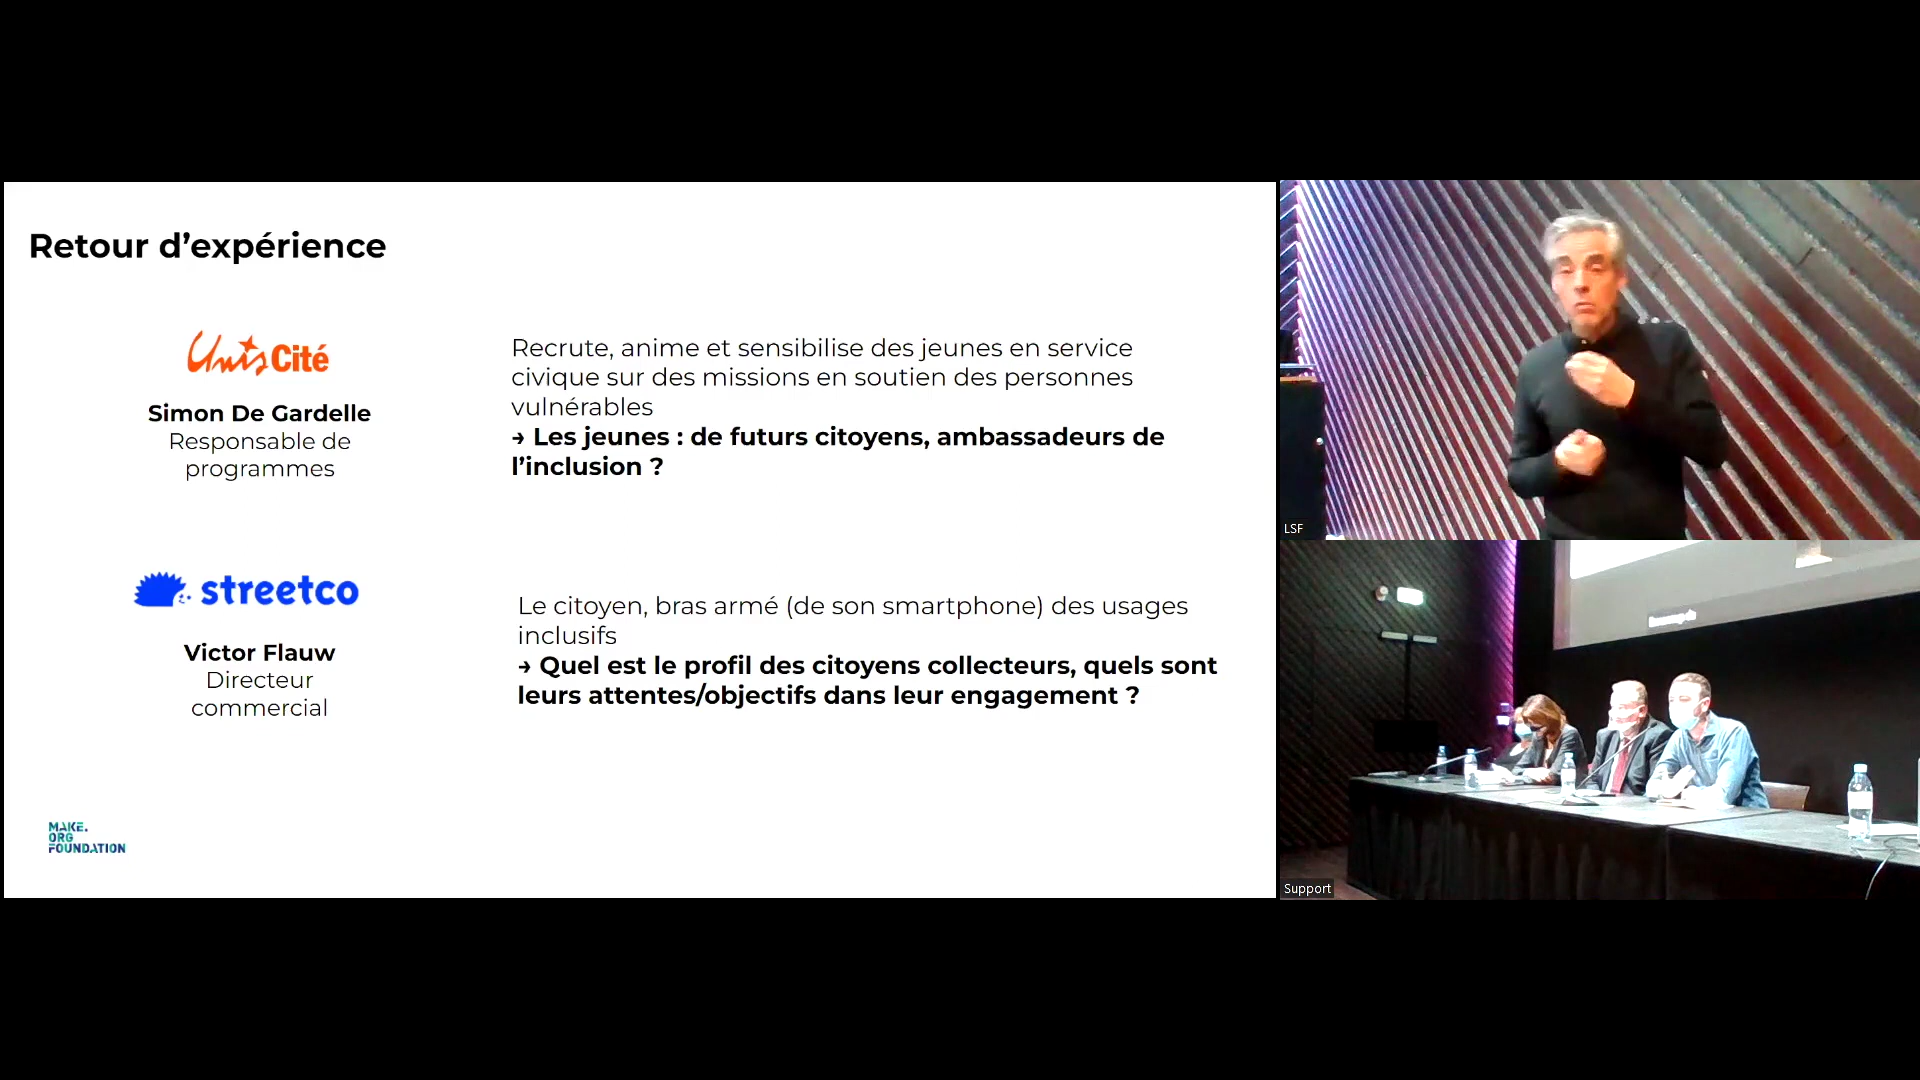 Retour d'expérience
Unis Cité
Simon De Gardelle
Responsable de
programmes
Recrute, anime et sensibilise des jeunes en service
civique sur des missions en soutien des personnes
vulnérables
→ Les jeunes : de futurs citoyens, ambassadeurs de
l'inclusion ?
streetco
Victor Flauw
Directeur
commercial
Le citoyen, bras armé (de son smartphone) des usages
inclusifs
→ Quel est le profil des citoyens collecteurs, quels sont
leurs attentes/objectifs dans leur engagement ?
MAKE.
ORG
FOUNDATION
LSF
Support